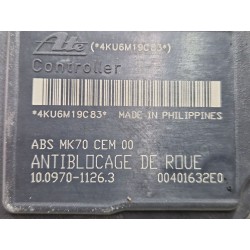 Ate (*4KU6M19C83*)
Controller
*4KU6M19C83* MADE IN PHILIPPINES
ABS MK70 CEM 00
ANTIBLOCAGE DE ROUE
10.0970-1126.3 00401632E0